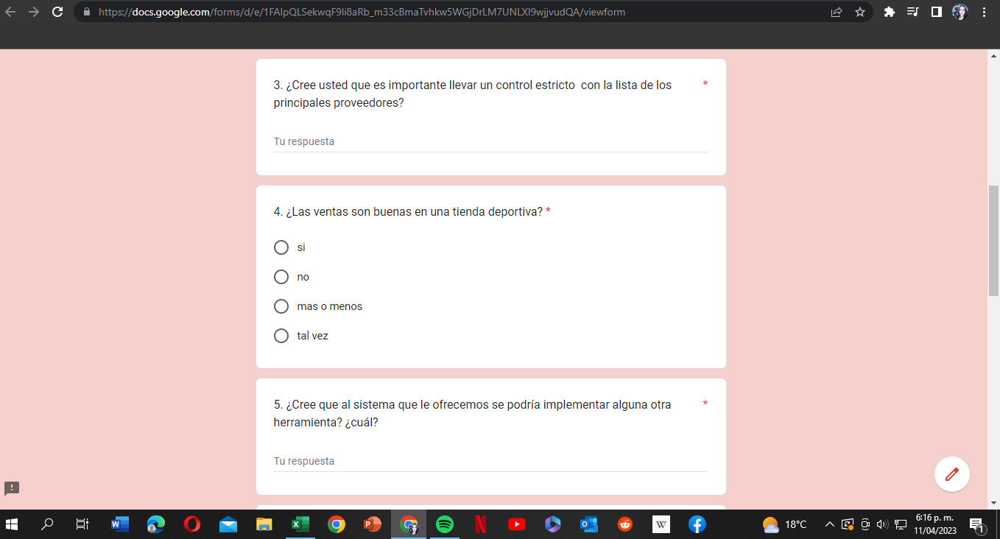 https://docs.google.com/forms/d/e/1FAIpQLSekwqF9li8aRb_m33cBmaTvhkw5WGjDrLM7UNLXI9wjjvudQA/viewform
3. ¿Cree usted que es importante llevar un control estricto  con la lista de los *
principales proveedores?
Tu respuesta
4. ¿Las ventas son buenas en una tienda deportiva? *
si
no
mas o menos
tal vez
5. ¿Cree que al sistema que le ofrecemos se podría implementar alguna otra *
herramienta? ¿cuál?
Tu respuesta
18°C
6:16 p. m.
11/04/2023
1